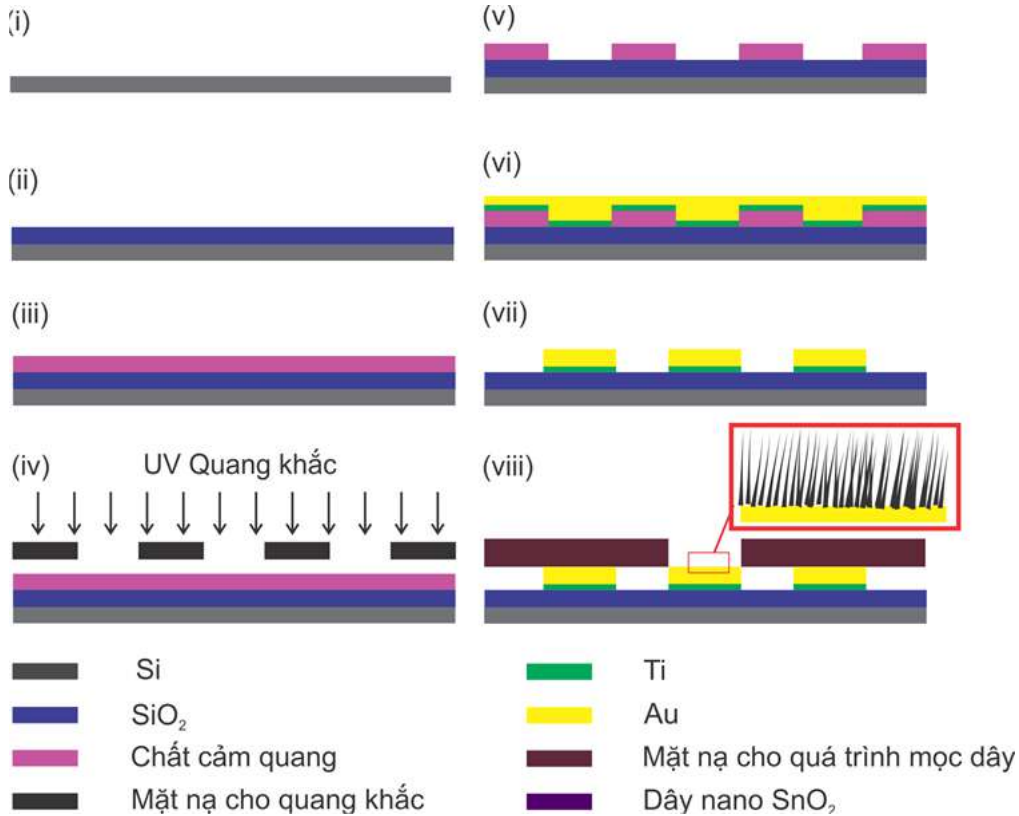 (i)
(ii)
(iii)
(iv)
UV Quang khắc
(v)
(vi)
(vii)
(viii)
Si
SiO₂
Chất cảm quang
Mặt nạ cho quang khắc
Ti
Au
Mặt nạ cho quá trình mọc dây
Dây nano SnO₂